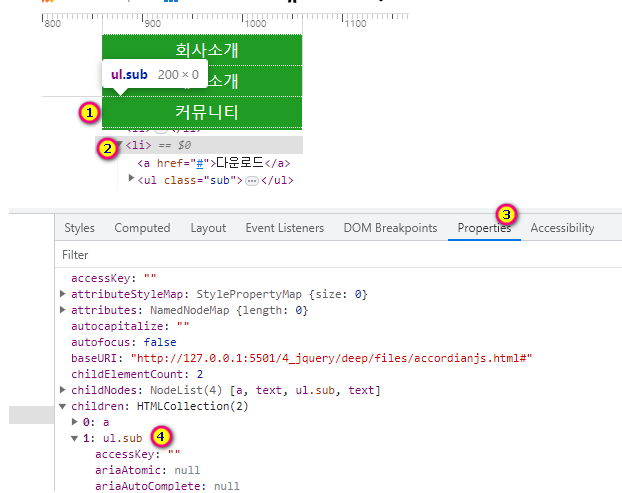 800 900 1000 1100
회사소개
ul.sub 200 × 0 소개
1 커뮤니티
<li> ⋯ </li>
2 <li> == $0
<a href="#">다운로드</a>
<ul class="sub"> ⋯ </ul>
3
Styles Computed Layout Event Listeners DOM Breakpoints Properties Accessibility
Filter
accessKey: ""
attributeStyleMap: StylePropertyMap {size: 0}
attributes: NamedNodeMap {length: 0}
autocapitalize: ""
autofocus: false
baseURI: "http://127.0.0.1:5501/4_jquery/deep/files/accordianjs.html#"
childElementCount: 2
childNodes: NodeList(4) [a, text, ul.sub, text]
children: HTMLCollection(2)
0: a
1: ul.sub 4
accessKey: ""
ariaAtomic: null
ariaAutoComplete: null